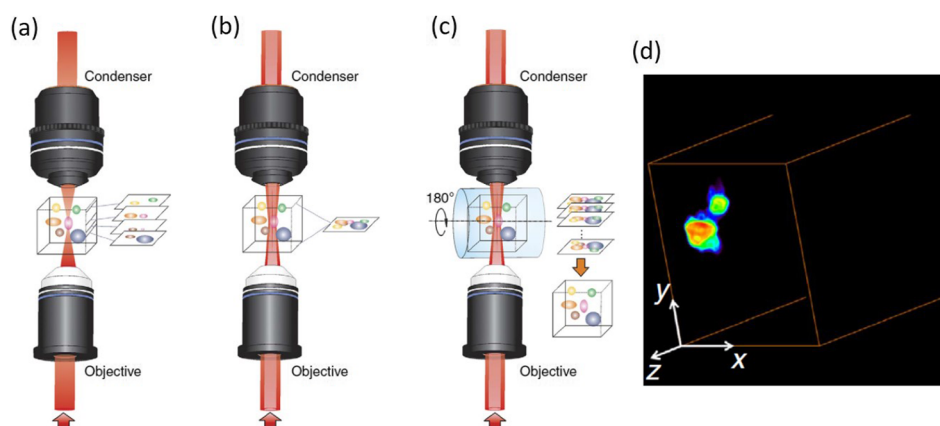 (a)
Condenser
Objective
(b)
Condenser
Objective
(c)
Condenser
180°
Objective
(d)
y
x
z